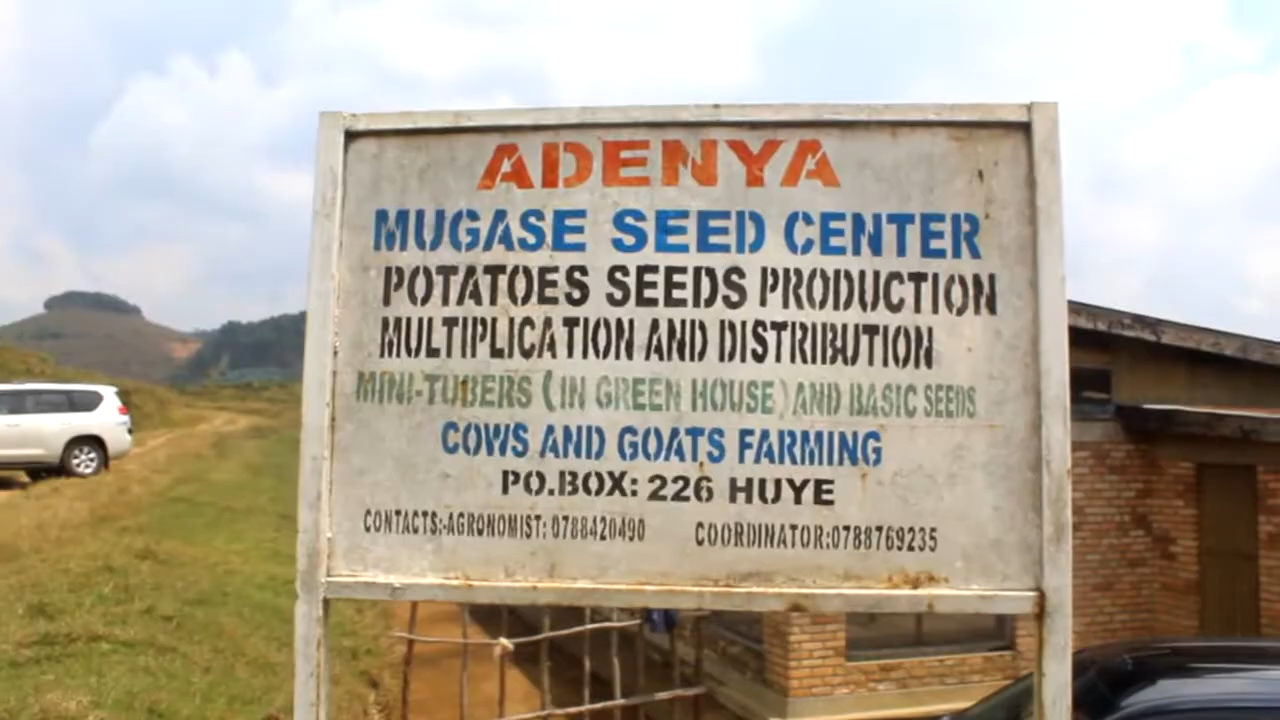 ADENYA
MUGASE SEED CENTER
POTATOES SEEDS PRODUCTION
MULTIPLICATION AND DISTRIBUTION
MINI-TUBERS (IN GREEN HOUSE) AND BASIC SEEDS
COWS AND GOATS FARMING
PO.BOX: 226 HUYE
CONTACTS:-AGRONOMIST: 0788420490 COORDINATOR:0788769235